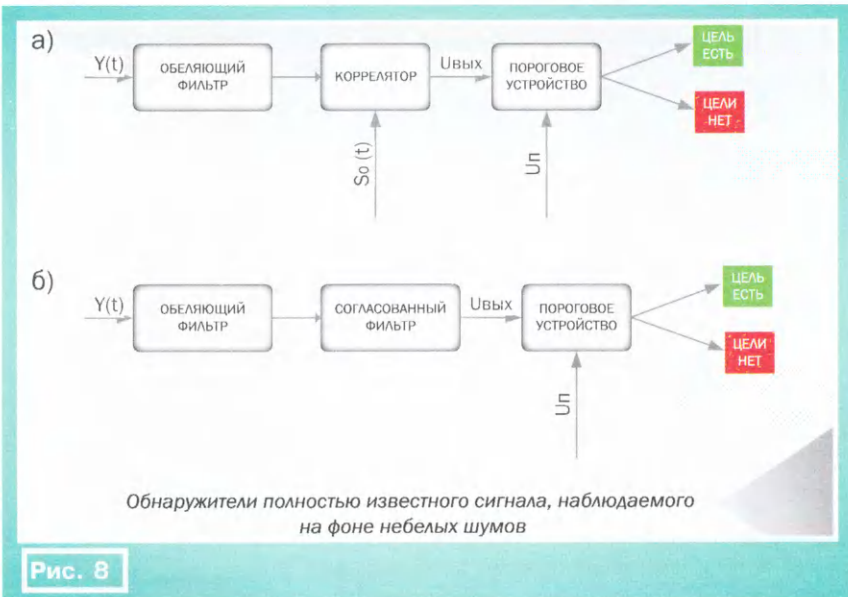 а)
Y(t)
ОБЕЛЯЮЩИЙ
ФИЛЬТР
КОРРЕЛЯТОР
Uвых
ПОРОГОВОЕ
УСТРОЙСТВО
ЦЕЛЬ
ЕСТЬ
ЦЕЛИ
НЕТ
So (t)
Uп
б)
Y(t)
ОБЕЛЯЮЩИЙ
ФИЛЬТР
СОГЛАСОВАННЫЙ
ФИЛЬТР
Uвых
ПОРОГОВОЕ
УСТРОЙСТВО
ЦЕЛЬ
ЕСТЬ
ЦЕЛИ
НЕТ
Uп
Обнаружители полностью известного сигнала, наблюдаемого
на фоне небелых шумов
Рис. 8